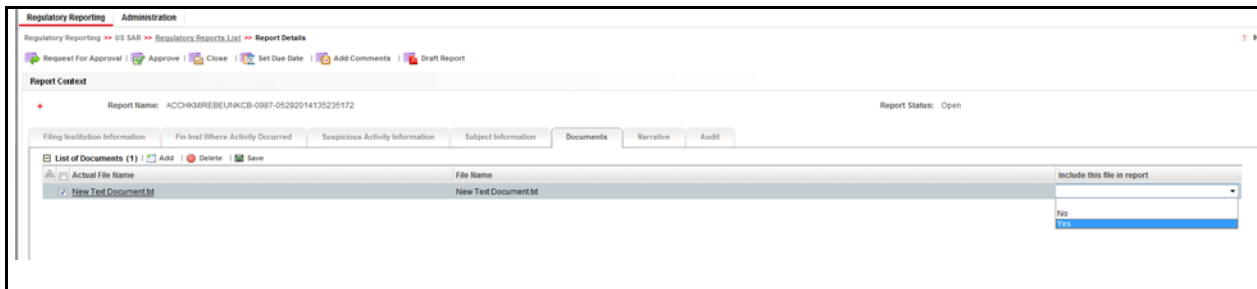 Regulatory Reporting Administration
Regulatory Reporting >> US SAR >> Regulatory Reports List >> Report Details ?
Request For Approval | Approve | Close | Set Due Date | Add Comments | Draft Report
Report Context
+ Report Name: ACCHKMIREBEUNKCB-0987-05292014135235172 Report Status: Open
Filing Institution Information Fin Inst Where Activity Occurred Suspicious Activity Information Subject Information Documents Narrative Audit
List of Documents (1) | Add | Delete | Save
Actual File Name File Name Include this file in report
New Text Document.txt New Text Document.txt
No
Yes